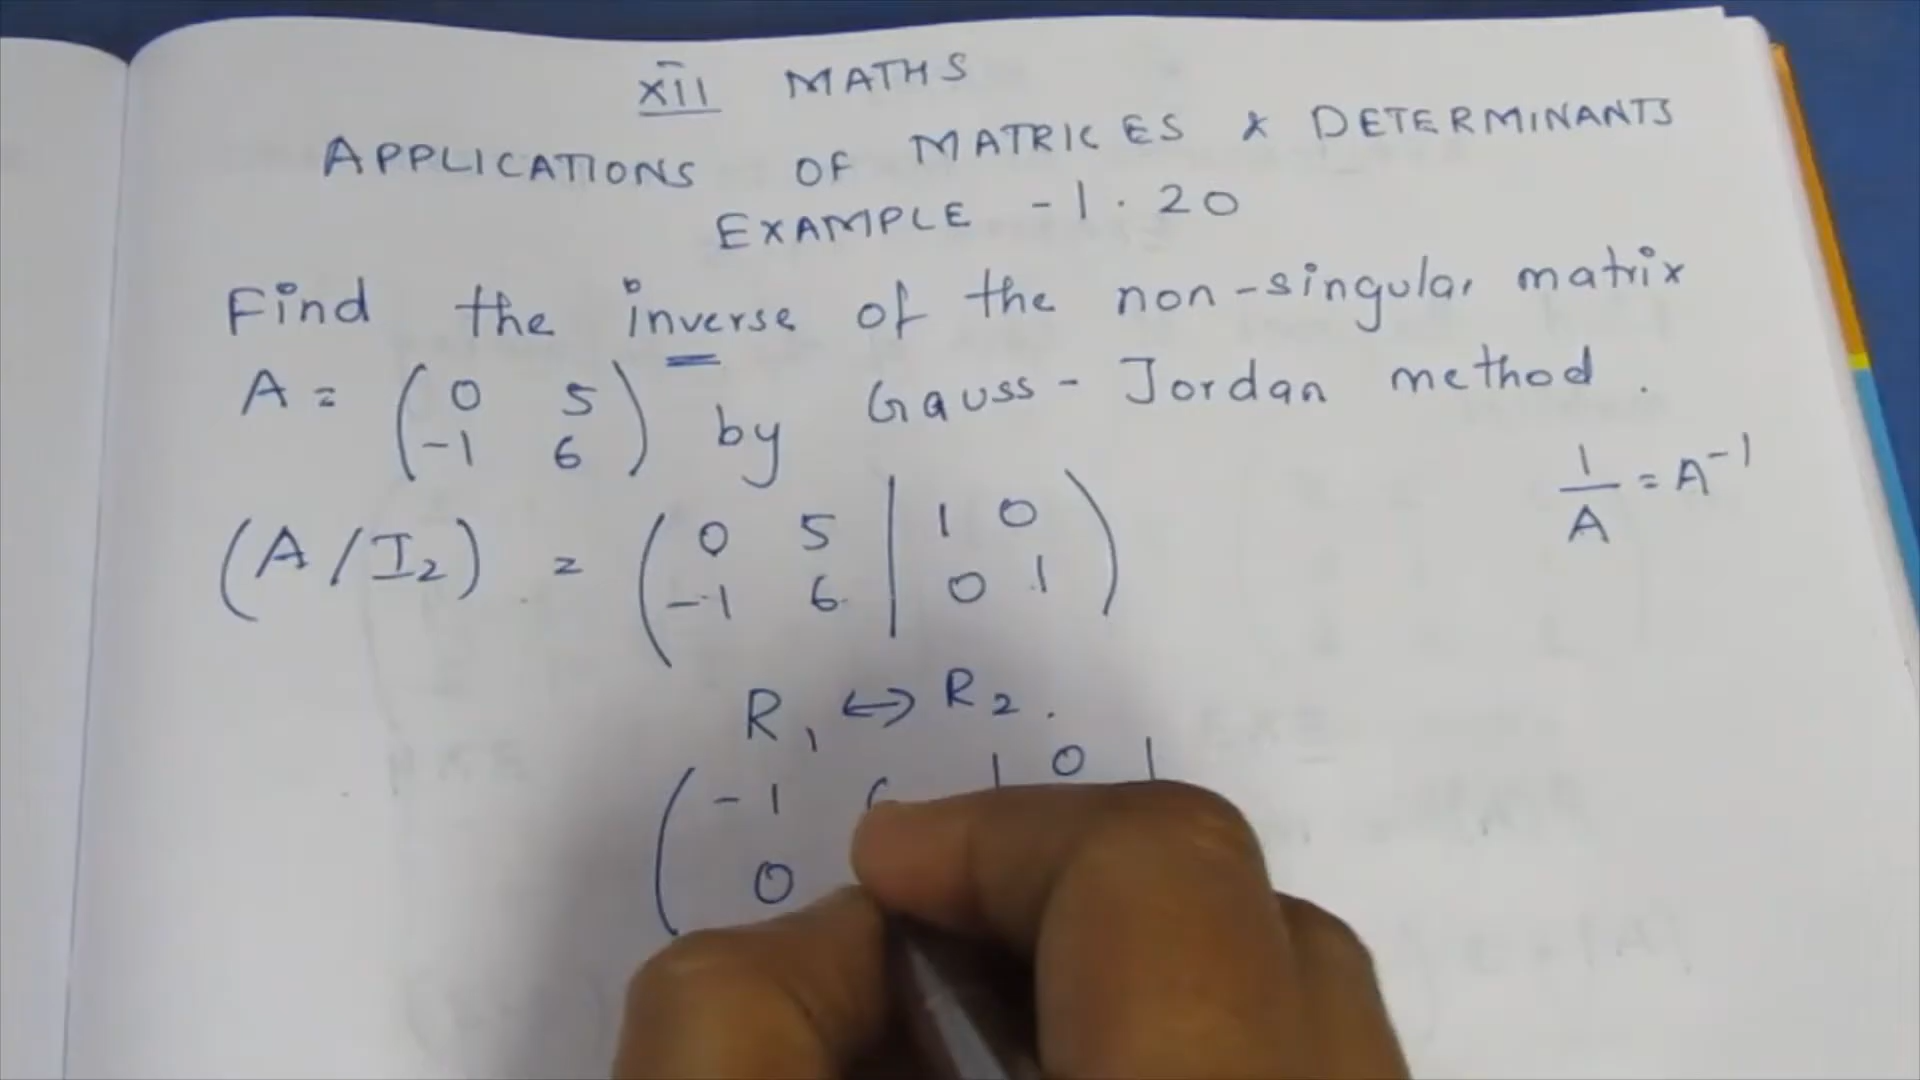 XII MATHS
APPLICATIONS OF MATRICES & DETERMINANTS
EXAMPLE - 1.20
Find the inverse of the non-singular matrix
A = (0 5
-1 6) by Gauss - Jordan method.
1/A = A⁻¹
(A/I₂) = (0 5 | 1 0
-1 6 | 0 1)
R₁ ↔ R₂.
(-1 6 | 0 1
0